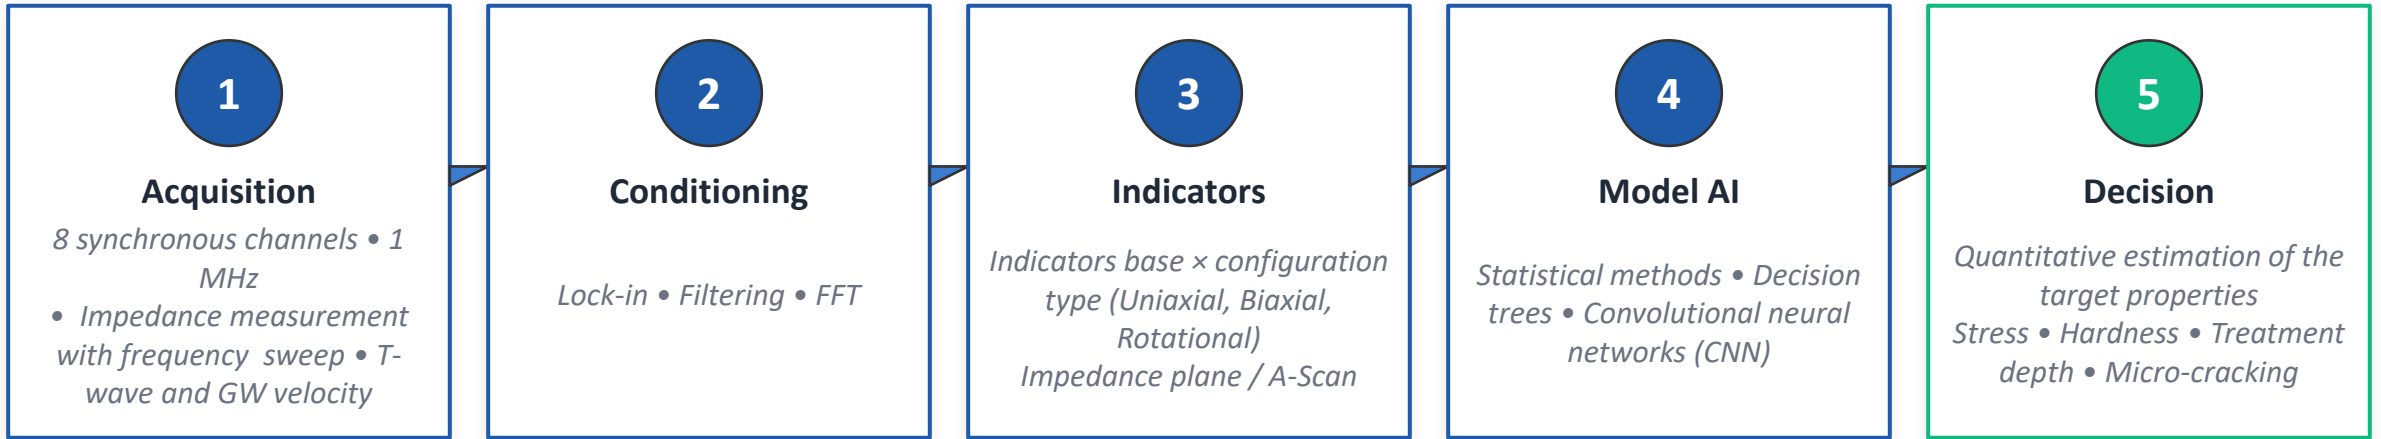 1
Acquisition
8 synchronous channels • 1
MHz
• Impedance measurement
with frequency sweep • T-
wave and GW velocity
2
Conditioning
Lock-in • Filtering • FFT
3
Indicators
Indicators base × configuration
type (Uniaxial, Biaxial,
Rotational)
Impedance plane / A-Scan
4
Model AI
Statistical methods • Decision
trees • Convolutional neural
networks (CNN)
5
Decision
Quantitative estimation of the
target properties
Stress • Hardness • Treatment
depth • Micro-cracking